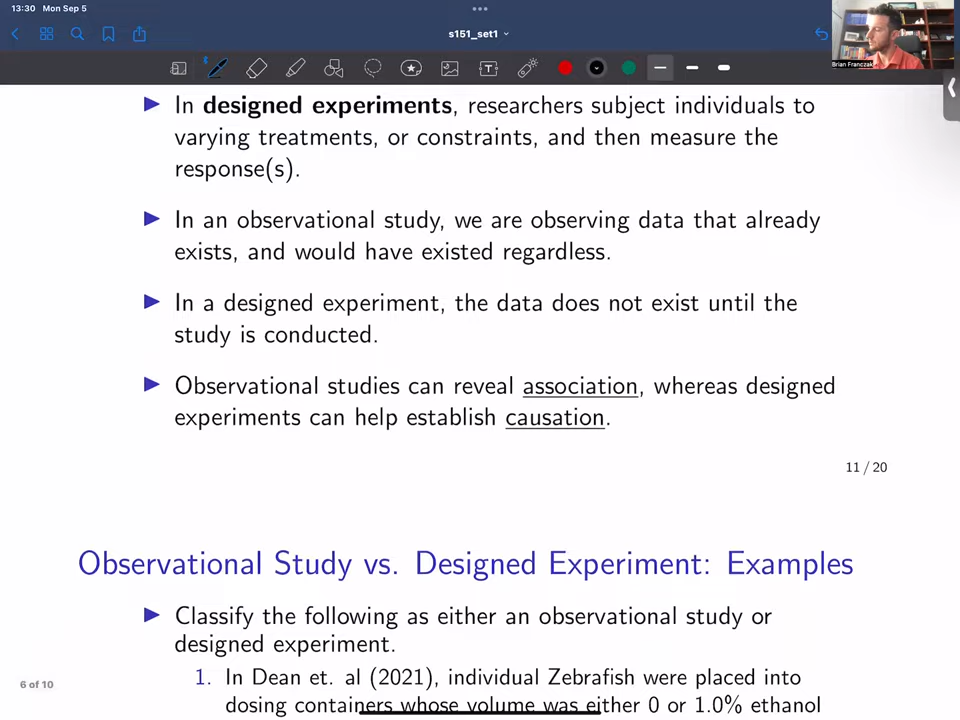 13:30 Mon Sep 5
s151_set1
Brian Franczak
▶ In designed experiments, researchers subject individuals to
varying treatments, or constraints, and then measure the
response(s).
▶ In an observational study, we are observing data that already
exists, and would have existed regardless.
▶ In a designed experiment, the data does not exist until the
study is conducted.
▶ Observational studies can reveal association, whereas designed
experiments can help establish causation.
11 / 20
Observational Study vs. Designed Experiment: Examples
▶ Classify the following as either an observational study or
designed experiment.
1. In Dean et. al (2021), individual Zebrafish were placed into
dosing containers whose volume was either 0 or 1.0% ethanol
6 of 10